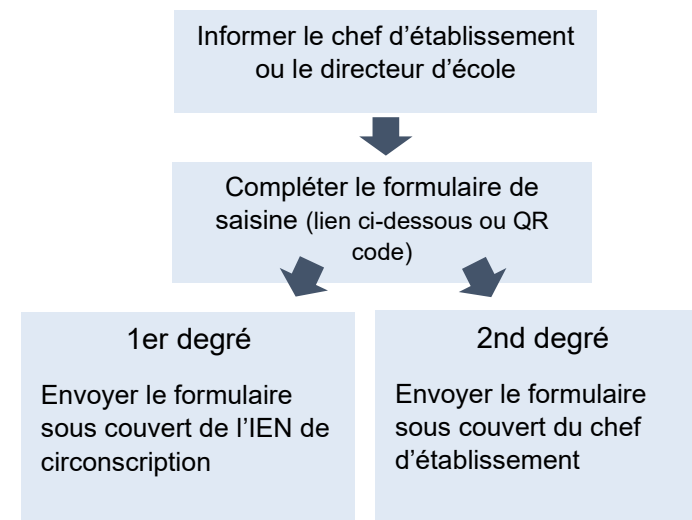 Informer le chef d’établissement
ou le directeur d’école
Compléter le formulaire de
saisine (lien ci-dessous ou QR
code)
1er degré
Envoyer le formulaire
sous couvert de l’IEN de
circonscription
2nd degré
Envoyer le formulaire
sous couvert du chef
d’établissement